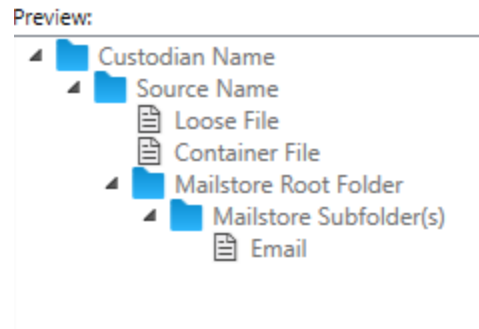 Preview:
Custodian Name
Source Name
Loose File
Container File
Mailstore Root Folder
Mailstore Subfolder(s)
Email